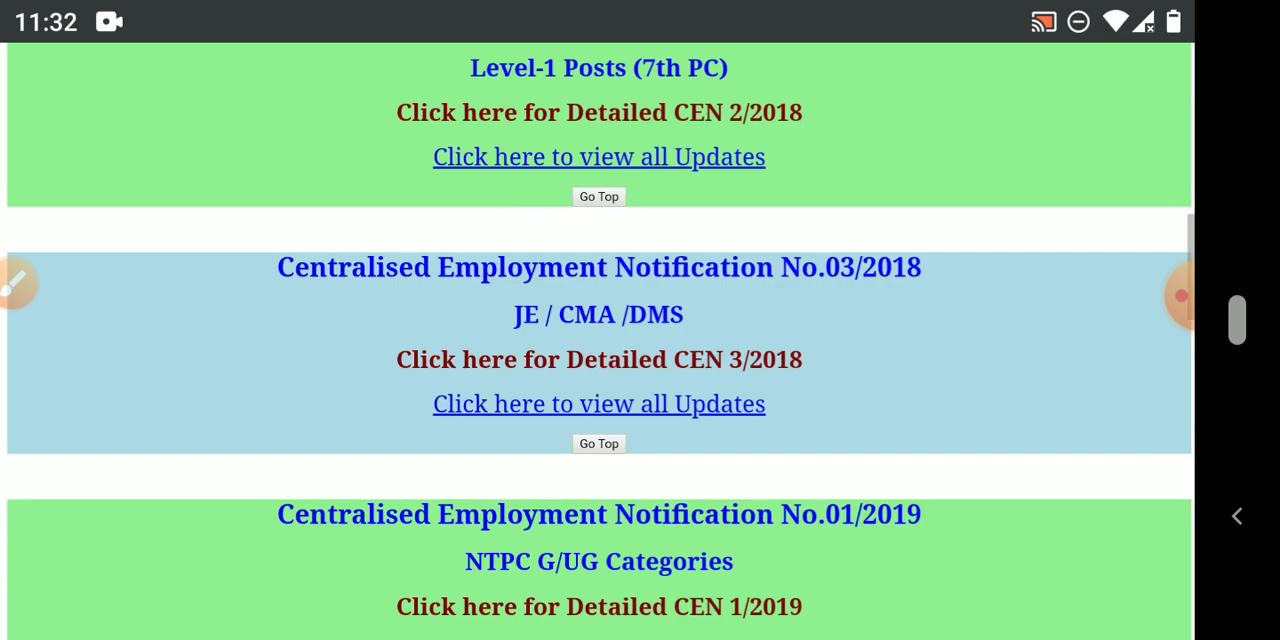 11:32
Level-1 Posts (7th PC)
Click here for Detailed CEN 2/2018
Click here to view all Updates
Go Top
Centralised Employment Notification No.03/2018
JE / CMA /DMS
Click here for Detailed CEN 3/2018
Click here to view all Updates
Go Top
Centralised Employment Notification No.01/2019
NTPC G/UG Categories
Click here for Detailed CEN 1/2019